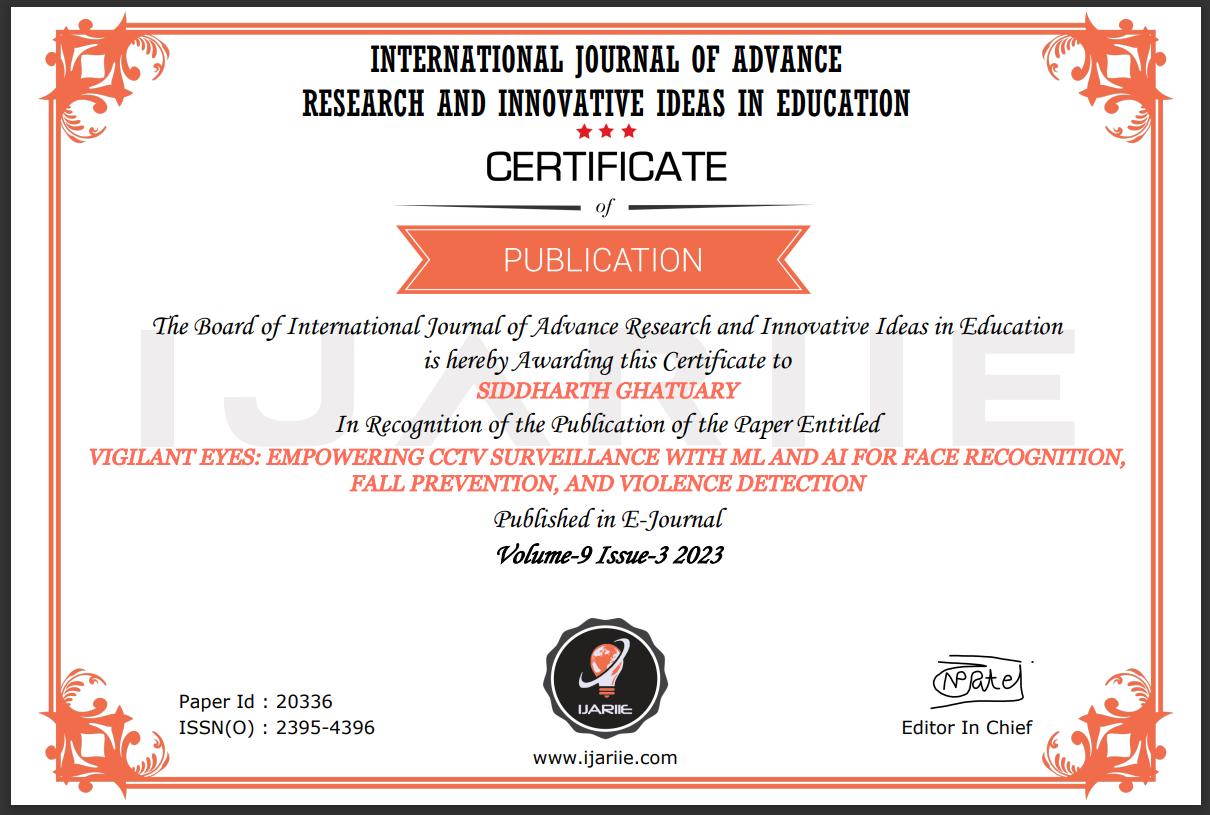 INTERNATIONAL JOURNAL OF ADVANCE
RESEARCH AND INNOVATIVE IDEAS IN EDUCATION
CERTIFICATE
of
PUBLICATION
IJARIIE
The Board of International Journal of Advance Research and Innovative Ideas in Education
is hereby Awarding this Certificate to
SIDDHARTH GHATUARY
In Recognition of the Publication of the Paper Entitled
VIGILANT EYES: EMPOWERING CCTV SURVEILLANCE WITH ML AND AI FOR FACE RECOGNITION,
FALL PREVENTION, AND VIOLENCE DETECTION
Published in E-Journal
Volume-9 Issue-3 2023
IJARIIE
www.ijariie.com
Paper Id : 20336
ISSN(O) : 2395-4396
Editor In Chief